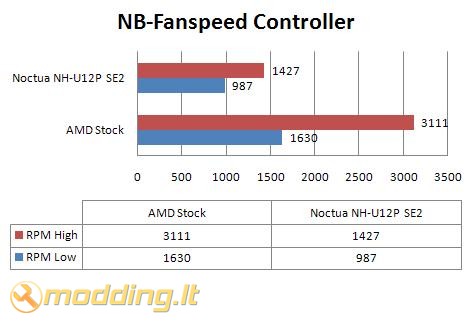 NB-Fanspeed Controller
Noctua NH-U12P SE2
1427
987
AMD Stock
3111
1630
0 500 1000 1500 2000 2500 3000 3500
AMD Stock Noctua NH-U12P SE2
RPM High 3111 1427
RPM Low 1630 987
modding.lt